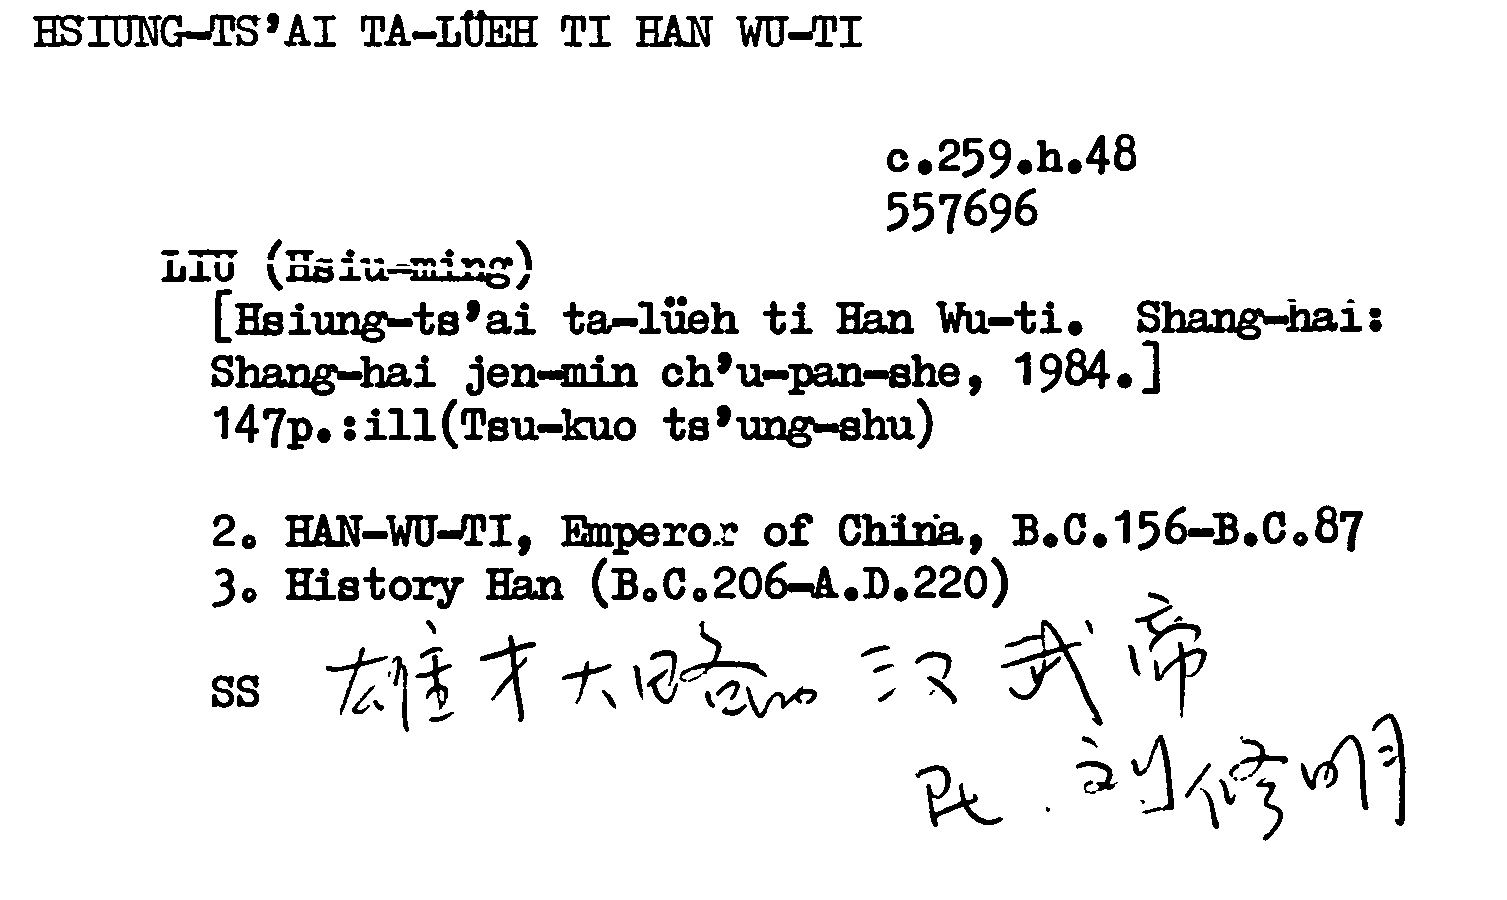 HSIUNG-TS'AI TA-LÜEH TI HAN WU-TI
c.259.h.48
557696
LIU (Hsiu-ming)
[Hsiung-ts'ai ta-lüeh ti Han Wu-ti. Shang-hai:
Shang-hai jen-min ch'u-pan-she, 1984.]
147p.:ill(Tsu-kuo ts'ung-shu)
2. HAN-WU-TI, Emperor of China, B.C.156-B.C.87
3. History Han (B.C.206-A.D.220)
SS 雄才大略的 汉武帝
刘修明